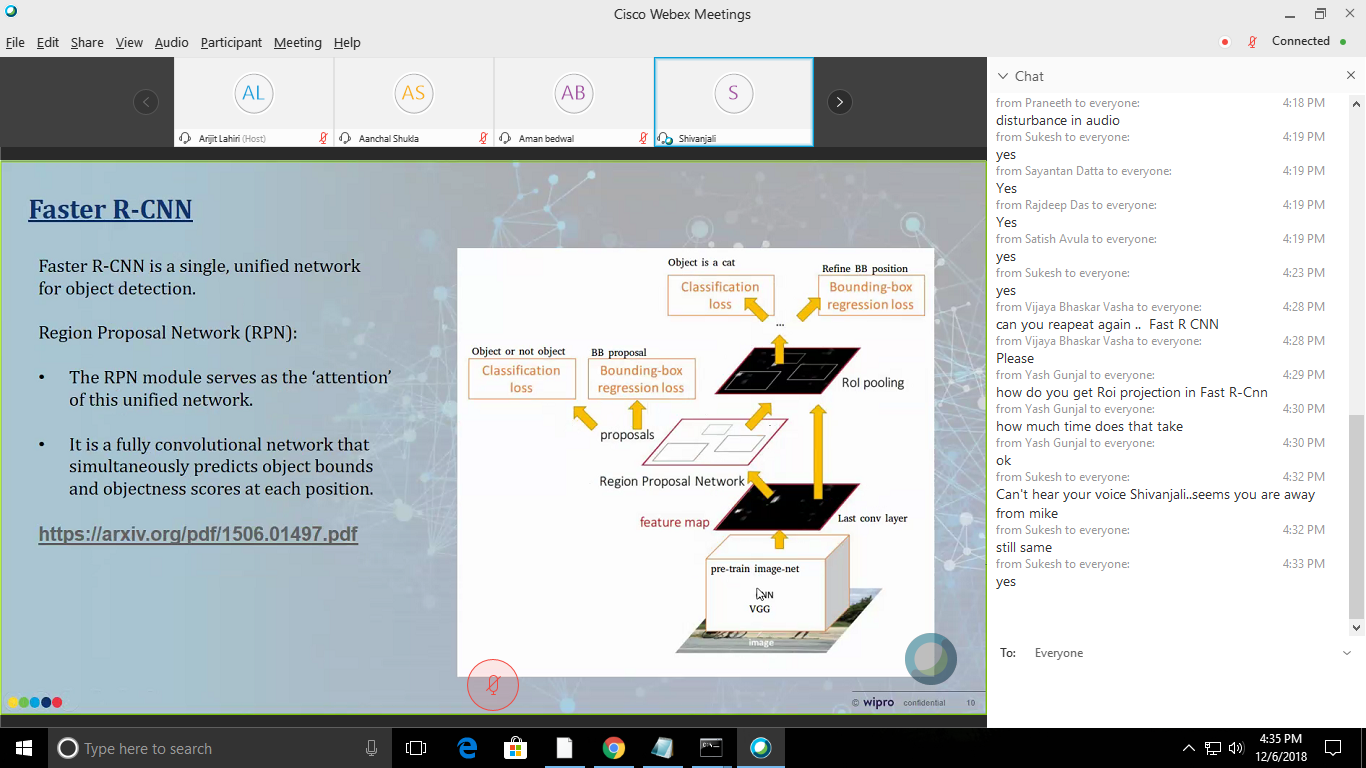 Cisco Webex Meetings
File Edit Share View Audio Participant Meeting Help
Connected
AL
AS
AB
S
Arijit Lahiri (Host)
Aanchal Shukla
Aman bedwal
Shivanjali
Faster R-CNN
Faster R-CNN is a single, unified network
for object detection.
Region Proposal Network (RPN):
• The RPN module serves as the ‘attention’
of this unified network.
• It is a fully convolutional network that
simultaneously predicts object bounds
and objectness scores at each position.
https://arxiv.org/pdf/1506.01497.pdf
Object is a cat
Refine BB position
Classification
loss
Bounding-box
regression loss
...
Object or not object
BB proposal
Classification
loss
Bounding-box
regression loss
RoI pooling
proposals
Region Proposal Network
feature map
Last conv layer
pre-train image-net
VGG
image
© wipro confidential 10
Chat
from Praneeth to everyone: 4:18 PM
disturbance in audio
from Sukesh to everyone: 4:19 PM
yes
from Sayantan Datta to everyone: 4:19 PM
Yes
from Rajdeep Das to everyone: 4:19 PM
Yes
from Satish Avula to everyone: 4:19 PM
yes
from Sukesh to everyone: 4:23 PM
yes
from Vijaya Bhaskar Vasha to everyone: 4:28 PM
can you reapeat again .. Fast R CNN
from Vijaya Bhaskar Vasha to everyone: 4:28 PM
Please
from Yash Gunjal to everyone: 4:29 PM
how do you get Roi projection in Fast R-Cnn
from Yash Gunjal to everyone: 4:30 PM
how much time does that take
from Yash Gunjal to everyone: 4:30 PM
ok
from Sukesh to everyone: 4:32 PM
Can't hear your voice Shivanjali..seems you are away
from mike
from Sukesh to everyone: 4:32 PM
still same
from Sukesh to everyone: 4:33 PM
yes
To: Everyone
Type here to search
4:35 PM
12/6/2018